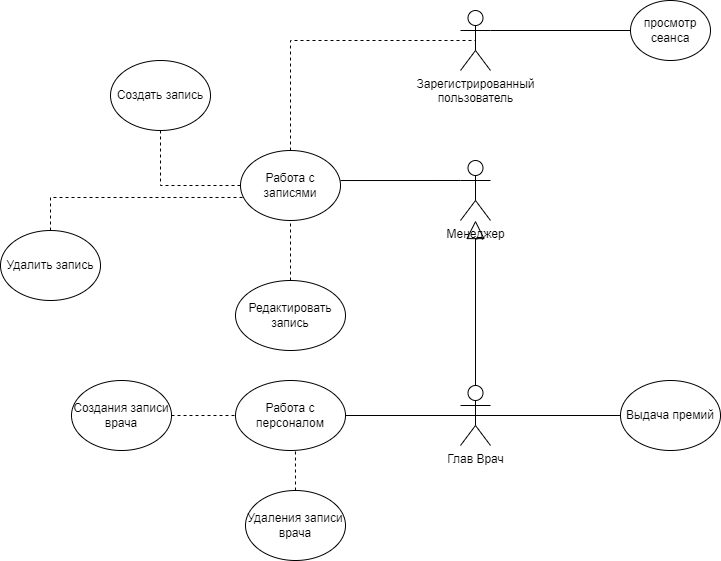 просмотр
сеанса
Зарегистрированный
пользователь
Создать запись
Работа с
записями
Менеджер
Удалить запись
Редактировать
запись
Создания записи
врача
Работа с
персоналом
Выдача премий
Глав Врач
Удаления записи
врача